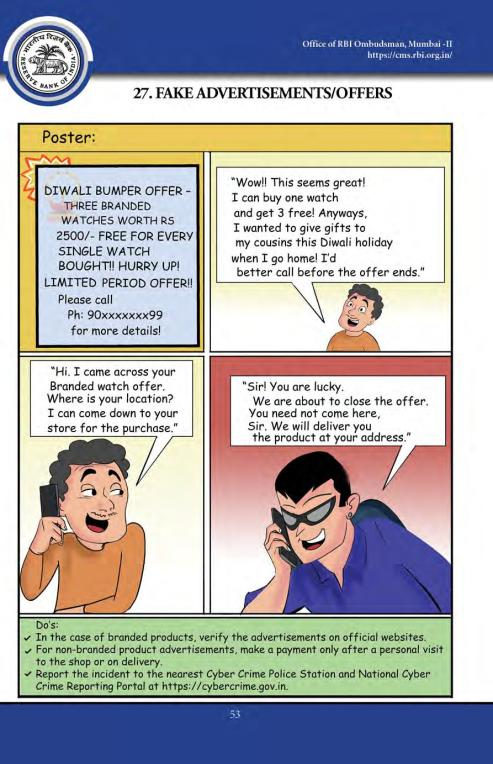 भारतीय रिज़र्व बैंक
RESERVE BANK OF INDIA
Office of RBI Ombudsman, Mumbai -II
https://cms.rbi.org.in/
27. FAKE ADVERTISEMENTS/OFFERS
Poster:
DIWALI BUMPER OFFER –
THREE BRANDED
WATCHES WORTH RS
2500/- FREE FOR EVERY
SINGLE WATCH
BOUGHT!! HURRY UP!
LIMITED PERIOD OFFER!!
Please call
Ph: 90xxxxxxx99
for more details!
"Wow!! This seems great!
I can buy one watch
and get 3 free! Anyways,
I wanted to give gifts to
my cousins this Diwali holiday
when I go home! I'd
better call before the offer ends."
"Hi. I came across your
Branded watch offer.
Where is your location?
I can come down to your
store for the purchase."
"Sir! You are lucky.
We are about to close the offer.
You need not come here,
Sir. We will deliver you
the product at your address."
Do's:
✓ In the case of branded products, verify the advertisements on official websites.
✓ For non-branded product advertisements, make a payment only after a personal visit
to the shop or on delivery.
✓ Report the incident to the nearest Cyber Crime Police Station and National Cyber
Crime Reporting Portal at https://cybercrime.gov.in.
53